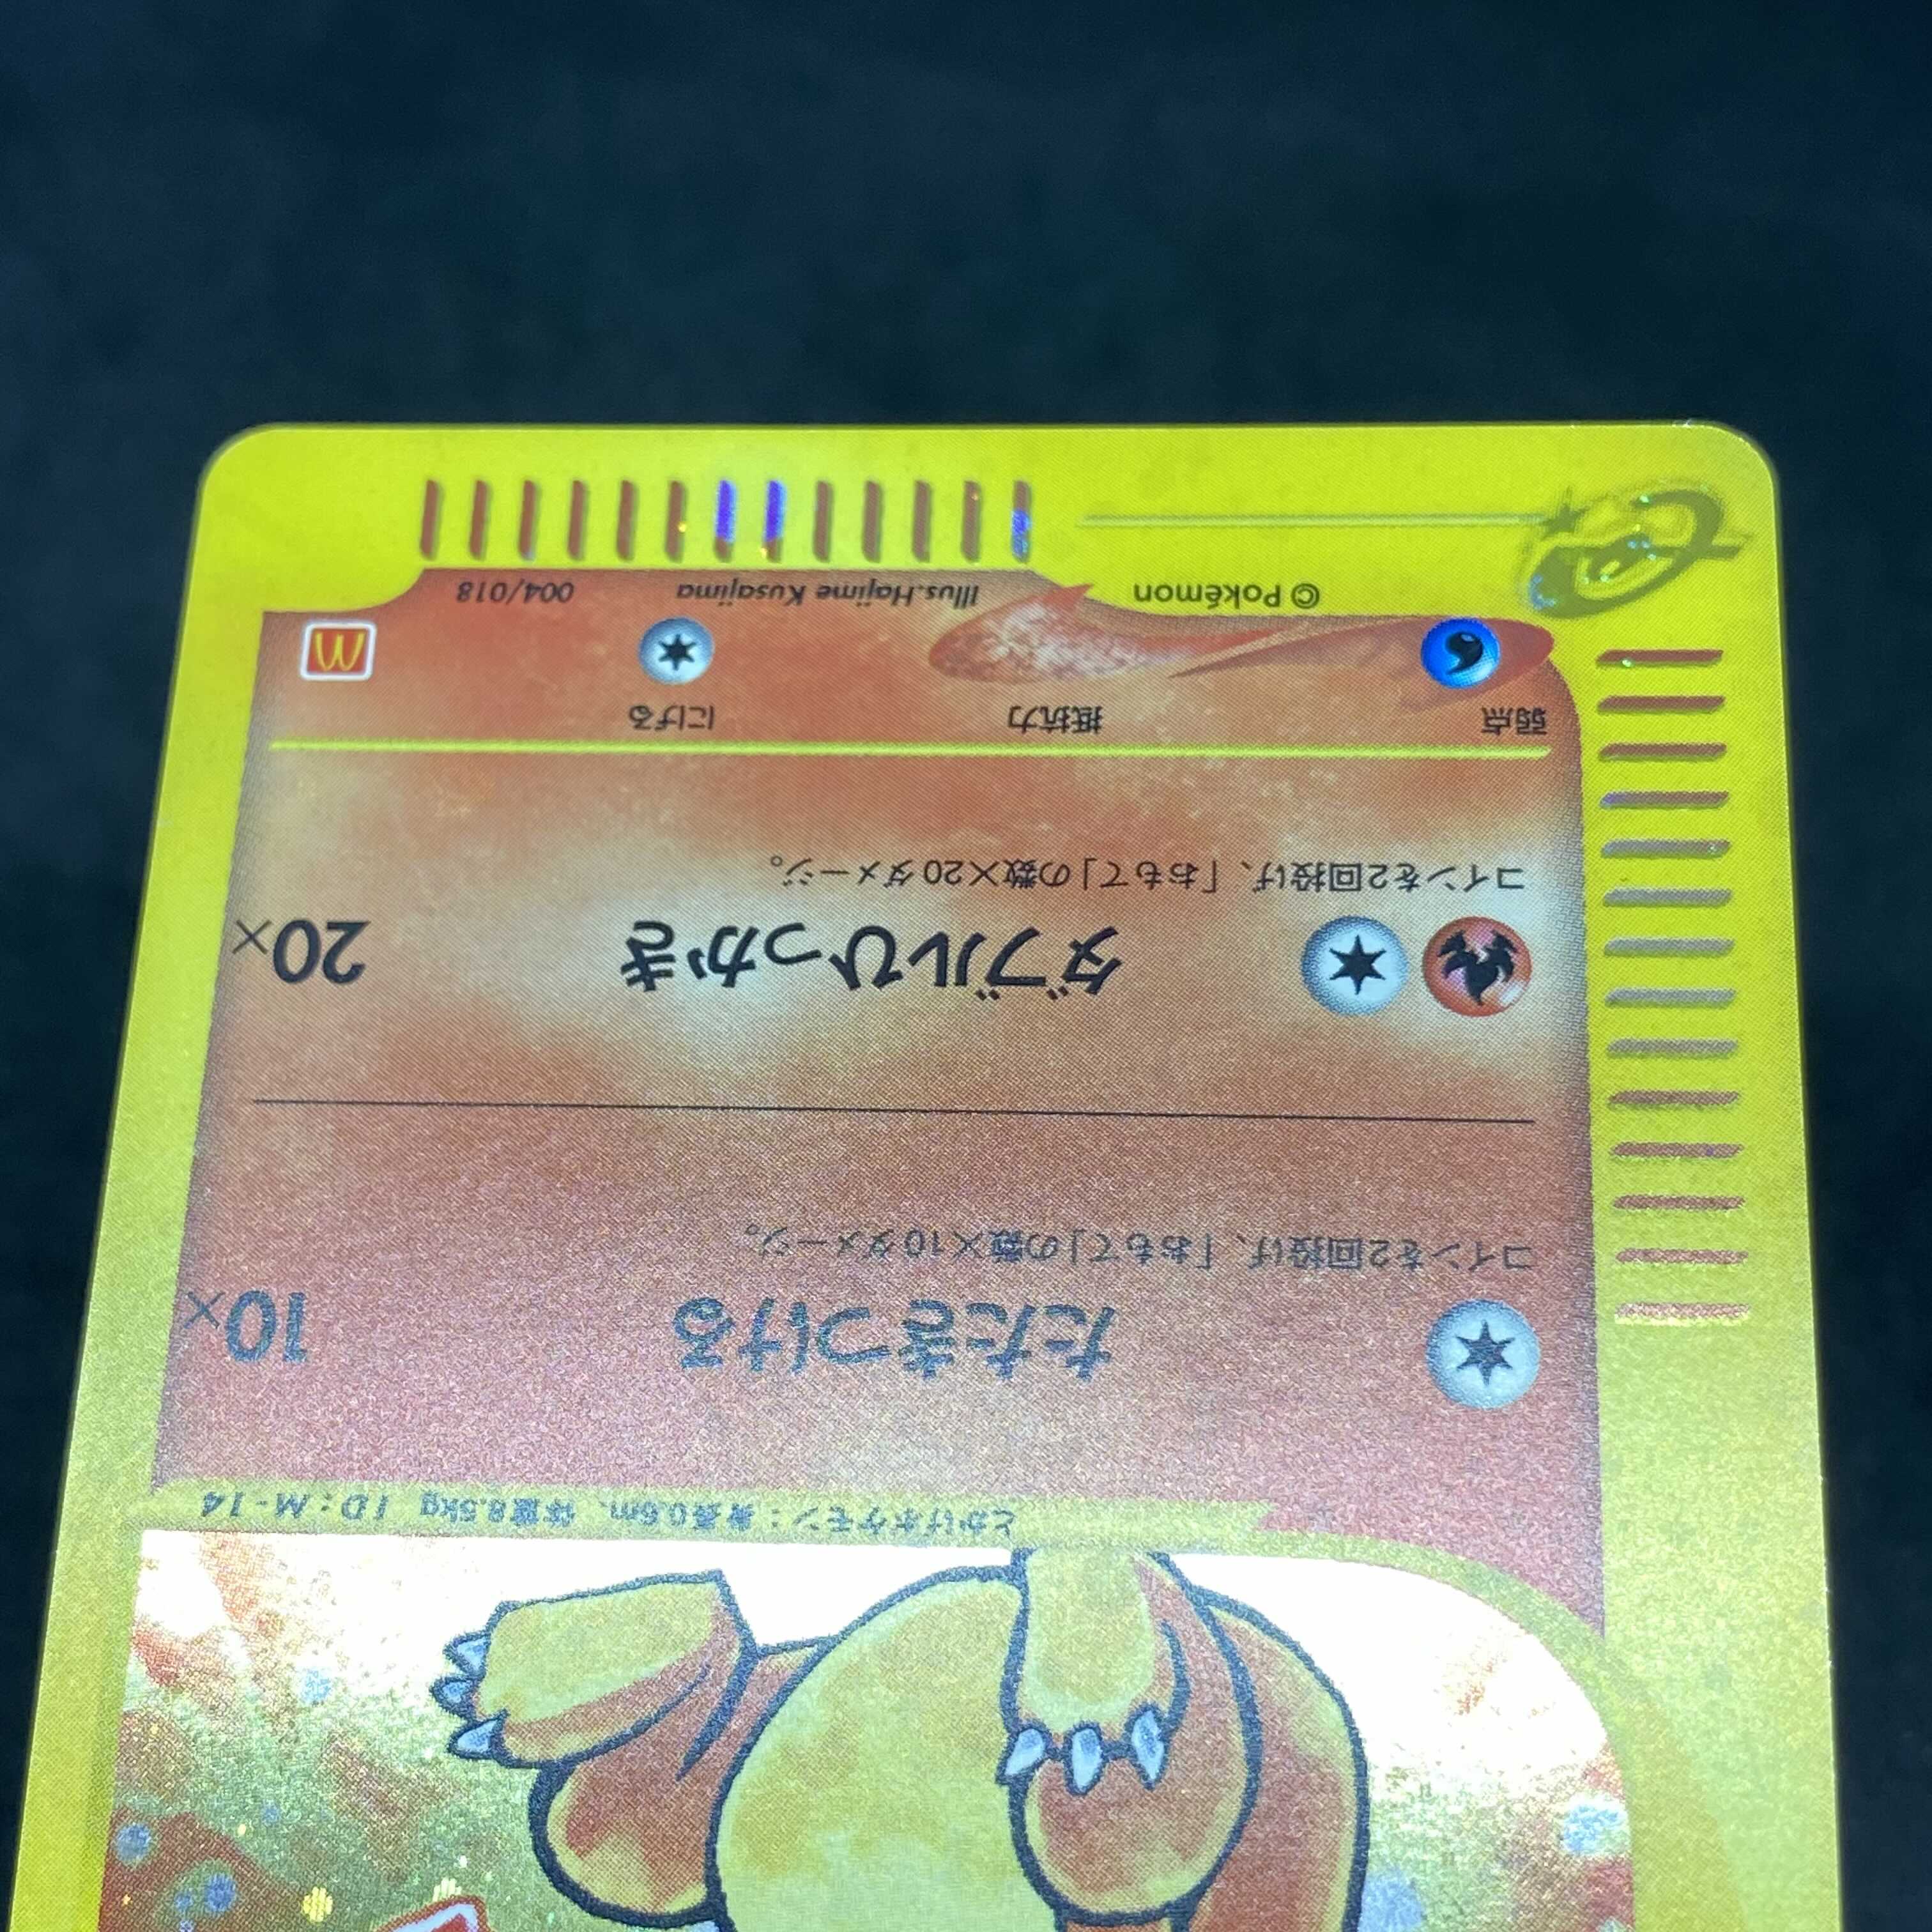 とかげポケモン：身長0.6m、体重8.5kg ID：M-14
たたきつける 10×
コインを2回投げ、「おもて」の数×10ダメージ。
ダブルひっかき 20×
コインを2回投げ、「おもて」の数×20ダメージ。
弱点 抵抗力 にげる
© Pokémon Illus.Hajime Kusajima 004/018